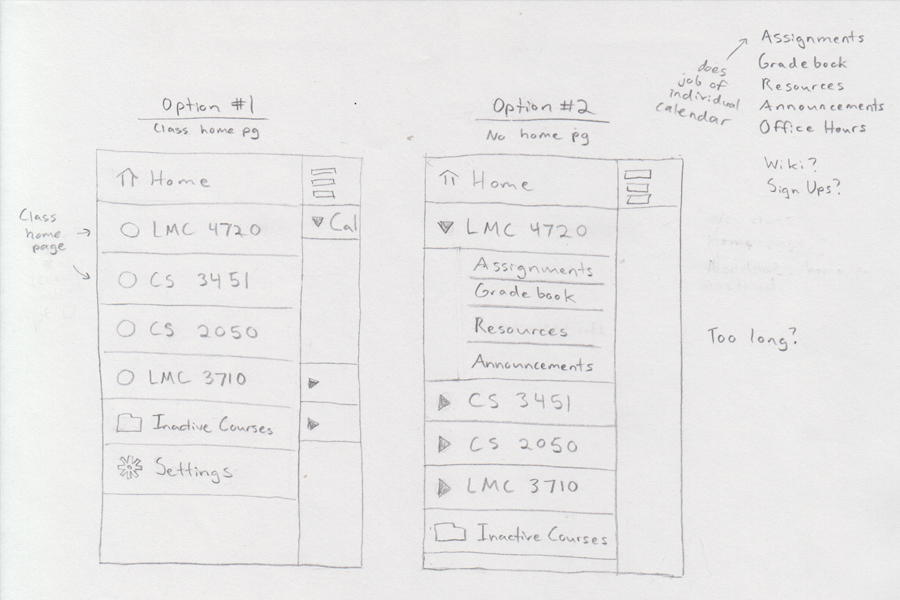 Option #1
Class home pg
Home
Class
home
page
LMC 4720
CS 3451
CS 2050
LMC 3710
Inactive Courses
Settings
Cal
Option #2
No home pg
Home
LMC 4720
Assignments
Gradebook
Resources
Announcements
CS 3451
CS 2050
LMC 3710
Inactive Courses
does
job of
individual
calendar
Assignments
Gradebook
Resources
Announcements
Office Hours
Wiki?
Sign Ups?
Too long?